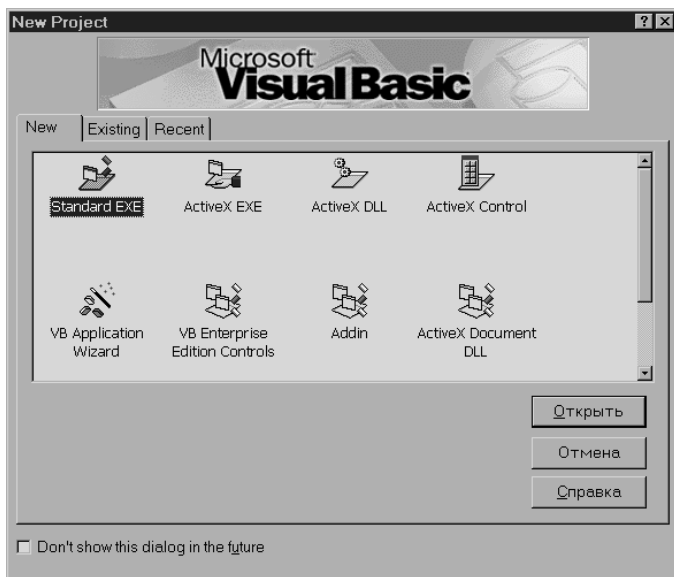 New Project
Microsoft
Visual Basic
New Existing Recent
Standard EXE ActiveX EXE ActiveX DLL ActiveX Control
VB Application Wizard
VB Enterprise Edition Controls
Addin
ActiveX Document DLL
Открыть
Отмена
Справка
Don't show this dialog in the future